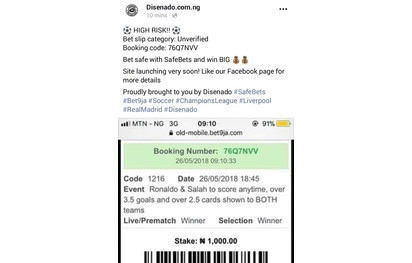 Disenado.com.ng
10 mins ·
⚽ HIGH RISK!! ⚽
Bet slip category: Unverified
Booking code: 76Q7NVV
Bet safe with SafeBets and win BIG 💰💰
Site launching very soon! Like our Facebook page for
more details
Proudly brought to you by Disenado #SafeBets
#Bet9ja #Soccer #ChampionsLeague #Liverpool
#RealMadrid #Disenado
MTN - NG 3G 09:10 91%
old-mobile.bet9ja.com
Booking Number: 76Q7NVV
26/05/2018 09:10:33
Code 1216 Date 26/05/2018 18:45
Event Ronaldo & Salah to score anytime, over
3.5 goals and over 2.5 cards shown to BOTH
teams
Live/Prematch Winner Selection Winner
Stake: ₦ 1,000.00